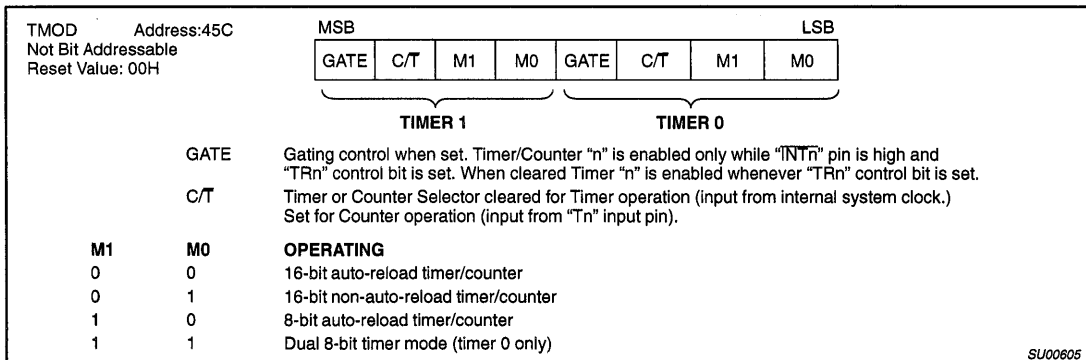 TMOD Address:45C
Not Bit Addressable
Reset Value: 00H
MSB LSB
GATE C/T̅ M1 M0 GATE C/T̅ M1 M0
TIMER 1 TIMER 0
GATE Gating control when set. Timer/Counter “n” is enabled only while “I̅N̅T̅n̅” pin is high and
“TRn” control bit is set. When cleared Timer “n” is enabled whenever “TRn” control bit is set.
C/T̅ Timer or Counter Selector cleared for Timer operation (input from internal system clock.)
Set for Counter operation (input from “Tn” input pin).
M1 M0 OPERATING
0 0 16-bit auto-reload timer/counter
0 1 16-bit non-auto-reload timer/counter
1 0 8-bit auto-reload timer/counter
1 1 Dual 8-bit timer mode (timer 0 only)
SU00605